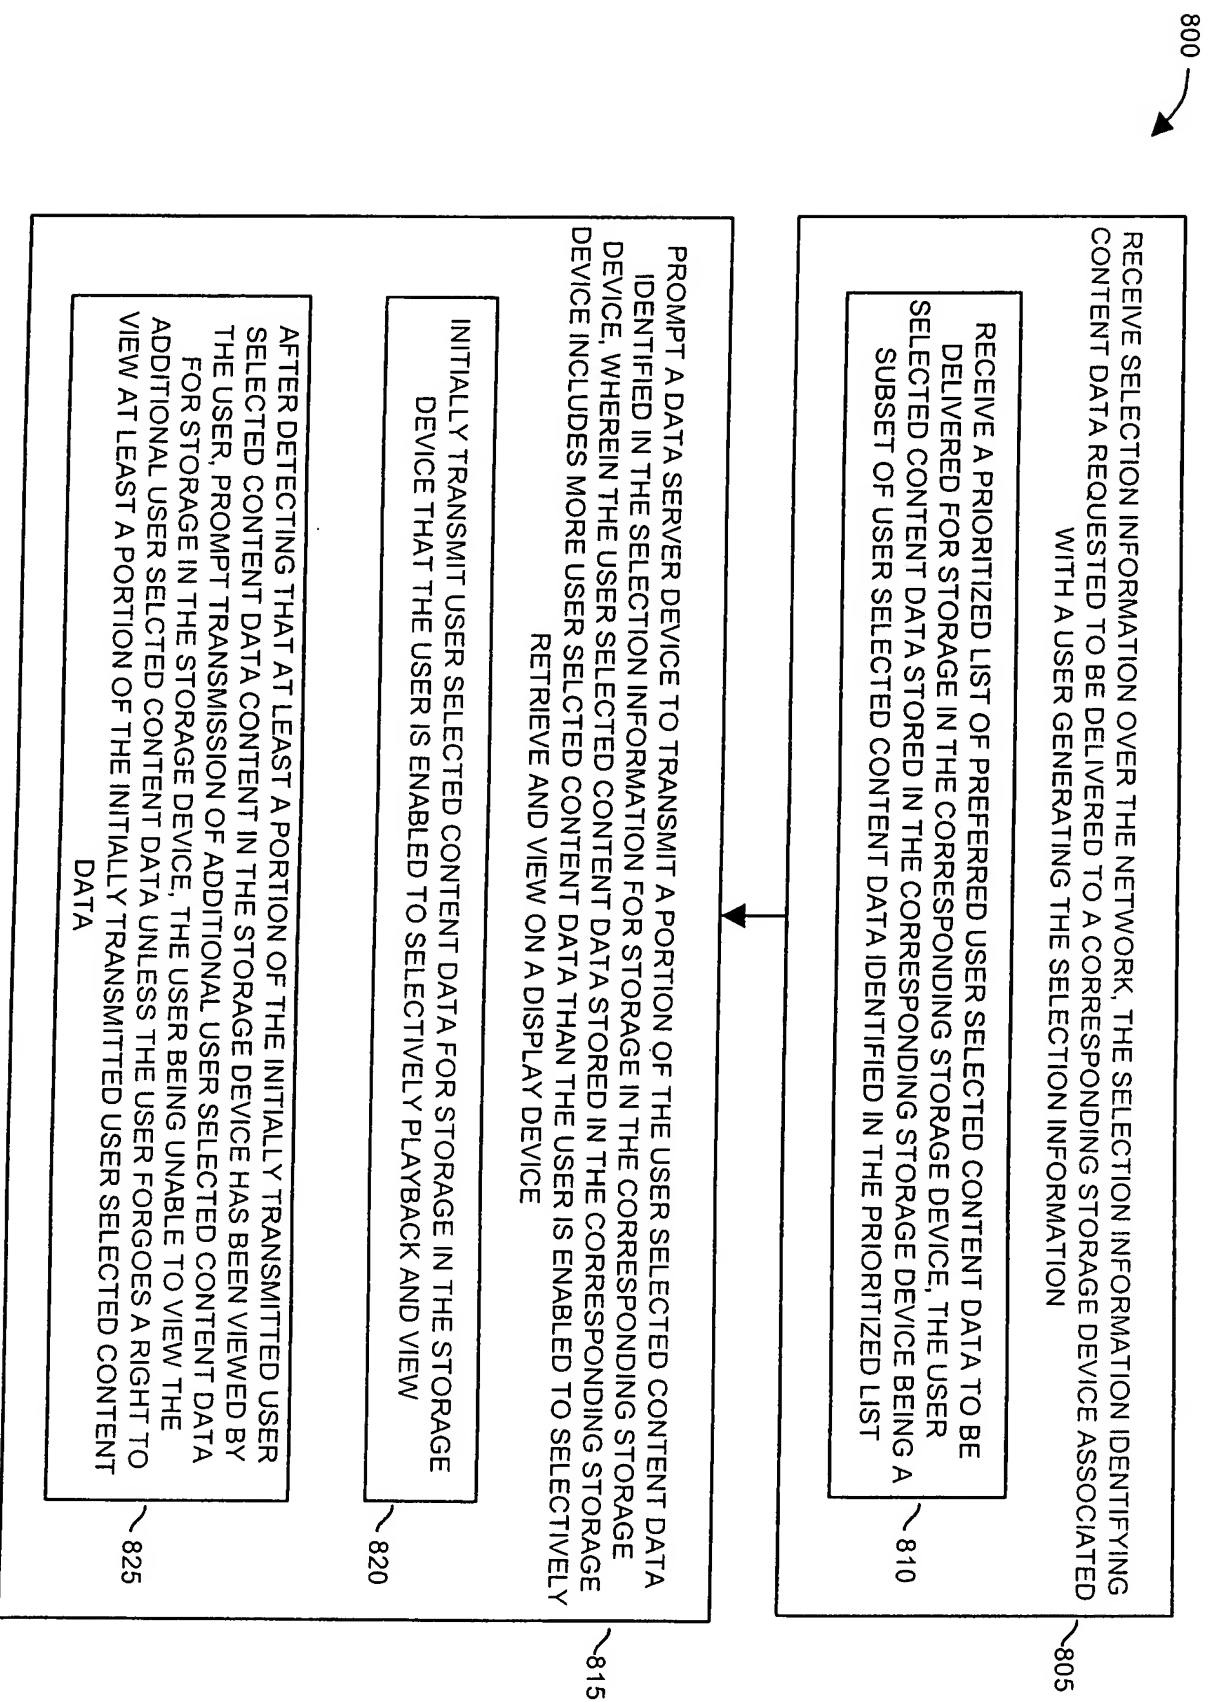 800
RECEIVE SELECTION INFORMATION OVER THE NETWORK, THE SELECTION INFORMATION IDENTIFYING
CONTENT DATA REQUESTED TO BE DELIVERED TO A CORRESPONDING STORAGE DEVICE ASSOCIATED
WITH A USER GENERATING THE SELECTION INFORMATION
805
RECEIVE A PRIORITIZED LIST OF PREFERRED USER SELECTED CONTENT DATA TO BE
DELIVERED FOR STORAGE IN THE CORRESPONDING STORAGE DEVICE, THE USER
SELECTED CONTENT DATA STORED IN THE CORRESPONDING STORAGE DEVICE BEING A
SUBSET OF USER SELECTED CONTENT DATA IDENTIFIED IN THE PRIORITIZED LIST
810
PROMPT A DATA SERVER DEVICE TO TRANSMIT A PORTION OF THE USER SELECTED CONTENT DATA
IDENTIFIED IN THE SELECTION INFORMATION FOR STORAGE IN THE CORRESPONDING STORAGE
DEVICE, WHEREIN THE USER SELECTED CONTENT DATA STORED IN THE CORRESPONDING STORAGE
DEVICE INCLUDES MORE USER SELCTED CONTENT DATA THAN THE USER IS ENABLED TO SELECTIVELY
RETRIEVE AND VIEW ON A DISPLAY DEVICE
815
INITIALLY TRANSMIT USER SELECTED CONTENT DATA FOR STORAGE IN THE STORAGE
DEVICE THAT THE USER IS ENABLED TO SELECTIVELY PLAYBACK AND VIEW
820
AFTER DETECTING THAT AT LEAST A PORTION OF THE INITIALLY TRANSMITTED USER
SELECTED CONTENT DATA CONTENT IN THE STORAGE DEVICE HAS BEEN VIEWED BY
THE USER, PROMPT TRANSMISSION OF ADDITIONAL USER SELECTED CONTENT DATA
FOR STORAGE IN THE STORAGE DEVICE, THE USER BEING UNABLE TO VIEW THE
ADDITIONAL USER SELCTED CONTENT DATA UNLESS THE USER FORGOES A RIGHT TO
VIEW AT LEAST A PORTION OF THE INITIALLY TRANSMITTED USER SELECTED CONTENT
DATA
825